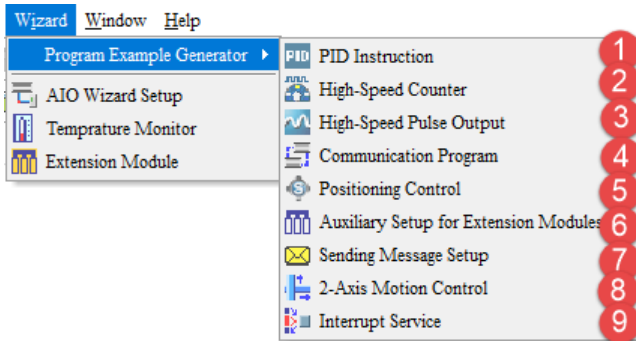 Wizard Window Help
Program Example Generator
AIO Wizard Setup
Temprature Monitor
Extension Module
PID PID Instruction 1
High-Speed Counter 2
High-Speed Pulse Output 3
Communication Program 4
S Positioning Control 5
Auxiliary Setup for Extension Modules 6
Sending Message Setup 7
2-Axis Motion Control 8
Interrupt Service 9